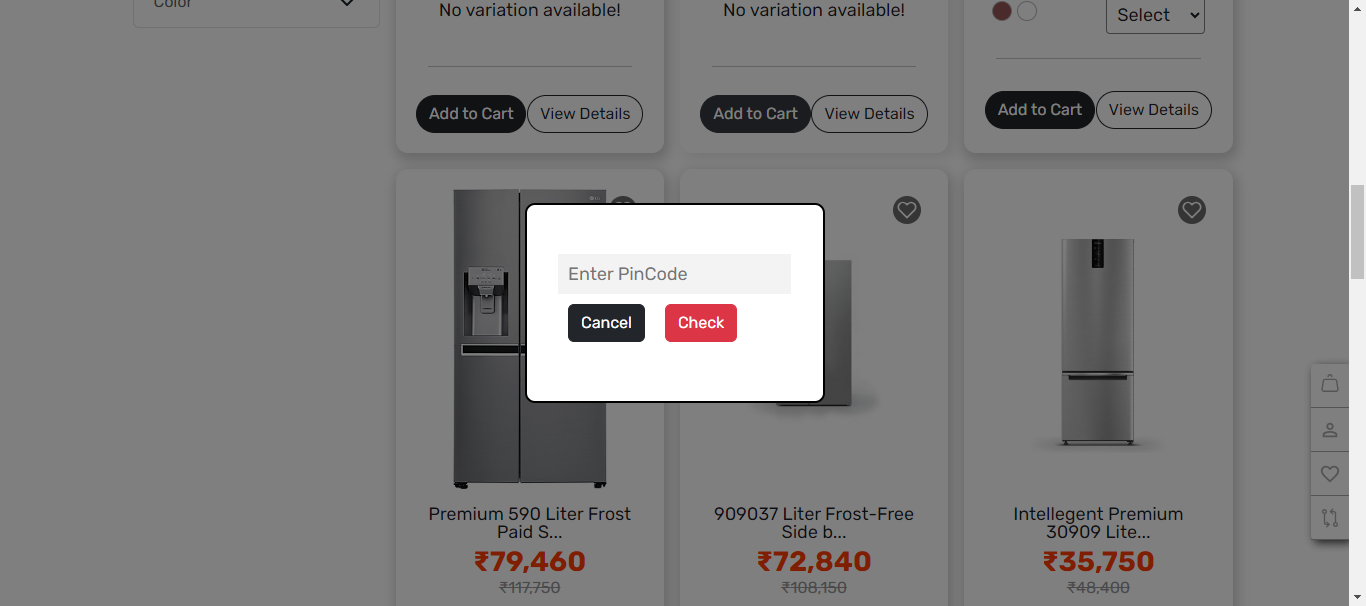 Color
No variation available!
No variation available!
Select
Add to Cart
View Details
Add to Cart
View Details
Add to Cart
View Details
Enter PinCode
Cancel
Check
Premium 590 Liter Frost
Paid S...
₹79,460
₹117,750
909037 Liter Frost-Free
Side b...
₹72,840
₹108,150
Intellegent Premium
30909 Lite...
₹35,750
₹48,400